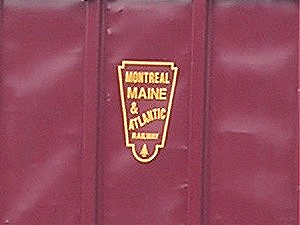 MONTREAL
MAINE
&
ATLANTIC
RAILWAY